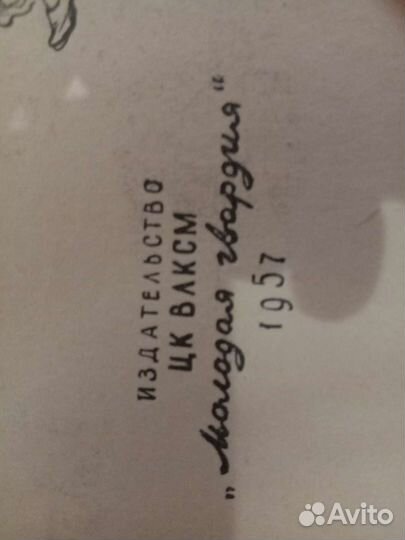 ИЗДАТЕЛЬСТВО
ЦК ВЛКСМ
„Молодая гвардия“
1957
Avito